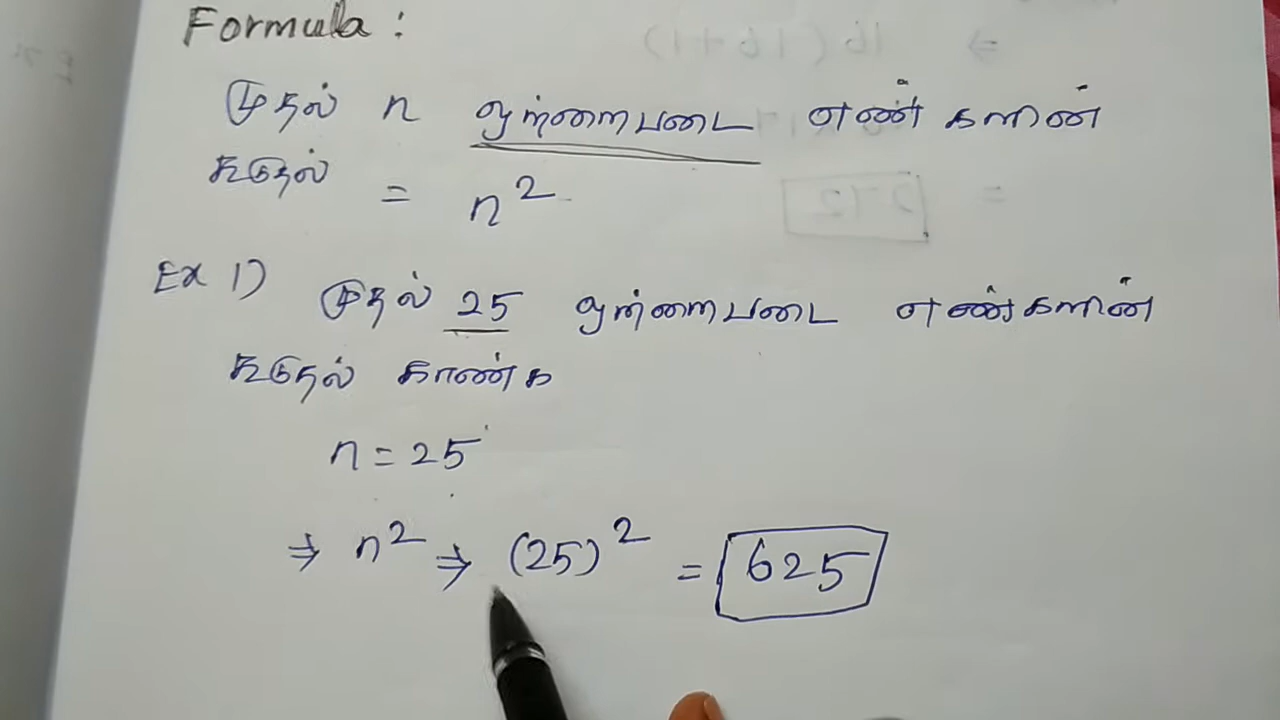 Formula :
முதல் n ஒற்றைபடை எண் களின்
கூடுதல் = n²
Ex 1) முதல் 25 ஒற்றைபடை எண்களின்
கூடுதல் காண்க
n = 25
⇒ n² ⇒ (25)² = 625